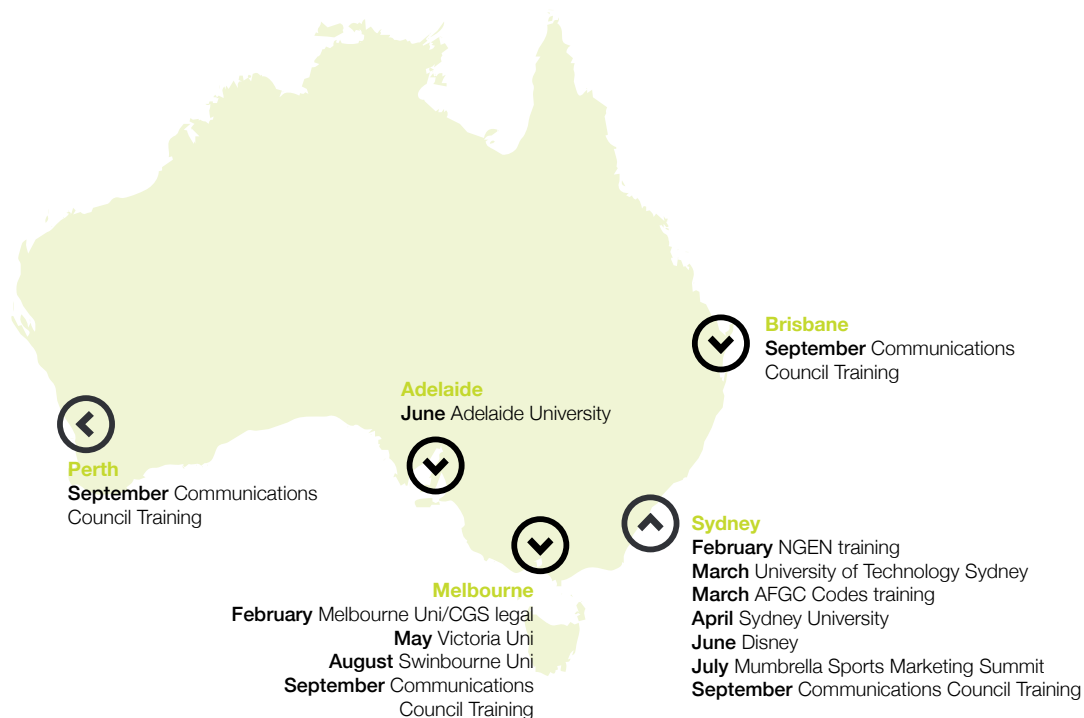 Brisbane
September Communications
Council Training
Adelaide
June Adelaide University
Perth
September Communications
Council Training
Sydney
February NGEN training
March University of Technology Sydney
March AFGC Codes training
April Sydney University
June Disney
July Mumbrella Sports Marketing Summit
September Communications Council Training
Melbourne
February Melbourne Uni/CGS legal
May Victoria Uni
August Swinbourne Uni
September Communications
Council Training